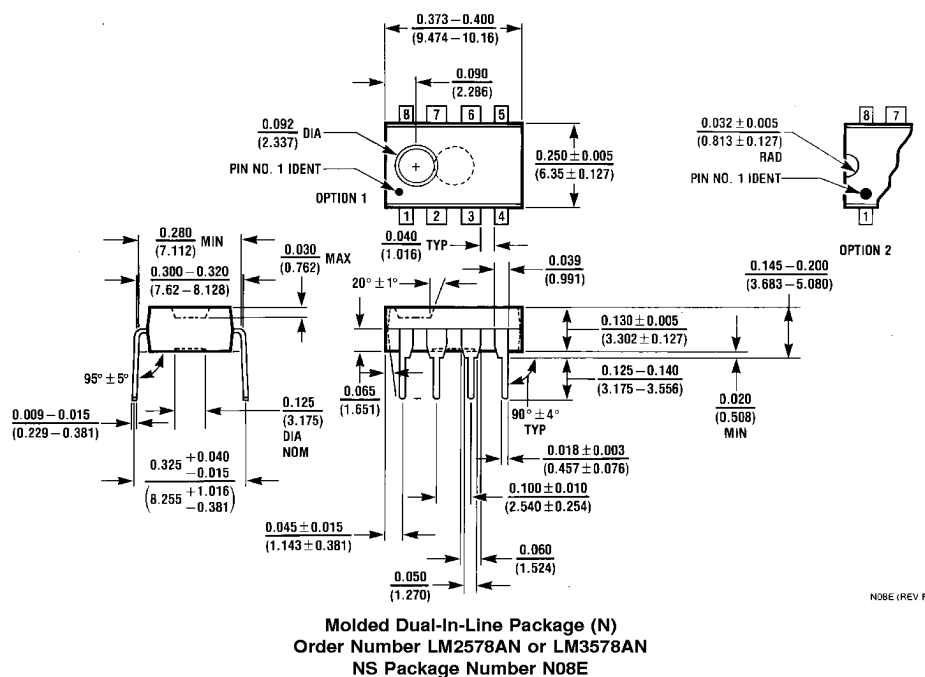 0.373–0.400
(9.474–10.16)
0.090
(2.286)
8 7 6 5
0.092 DIA
(2.337)
PIN NO. 1 IDENT
OPTION 1
0.250 ± 0.005
(6.35 ± 0.127)
1 2 3 4
0.032 ± 0.005
(0.813 ± 0.127)
RAD
PIN NO. 1 IDENT
8 7
1
OPTION 2
0.280 MIN
(7.112)
0.300–0.320
(7.62–8.128)
0.030 MAX
(0.762)
0.040 TYP
(1.016)
20° ± 1°
0.039
(0.991)
0.145–0.200
(3.683–5.080)
0.130 ± 0.005
(3.302 ± 0.127)
0.125–0.140
(3.175–3.556)
0.020
(0.508)
MIN
95° ± 5°
0.009–0.015
(0.229–0.381)
0.125
(3.175)
DIA
NOM
0.065
(1.651)
90° ± 4°
TYP
0.018 ± 0.003
(0.457 ± 0.076)
0.325 +0.040
−0.015
(8.255 +1.016
−0.381)
0.100 ± 0.010
(2.540 ± 0.254)
0.045 ± 0.015
(1.143 ± 0.381)
0.060
(1.524)
0.050
(1.270)
N08E (REV F
Molded Dual-In-Line Package (N)
Order Number LM2578AN or LM3578AN
NS Package Number N08E